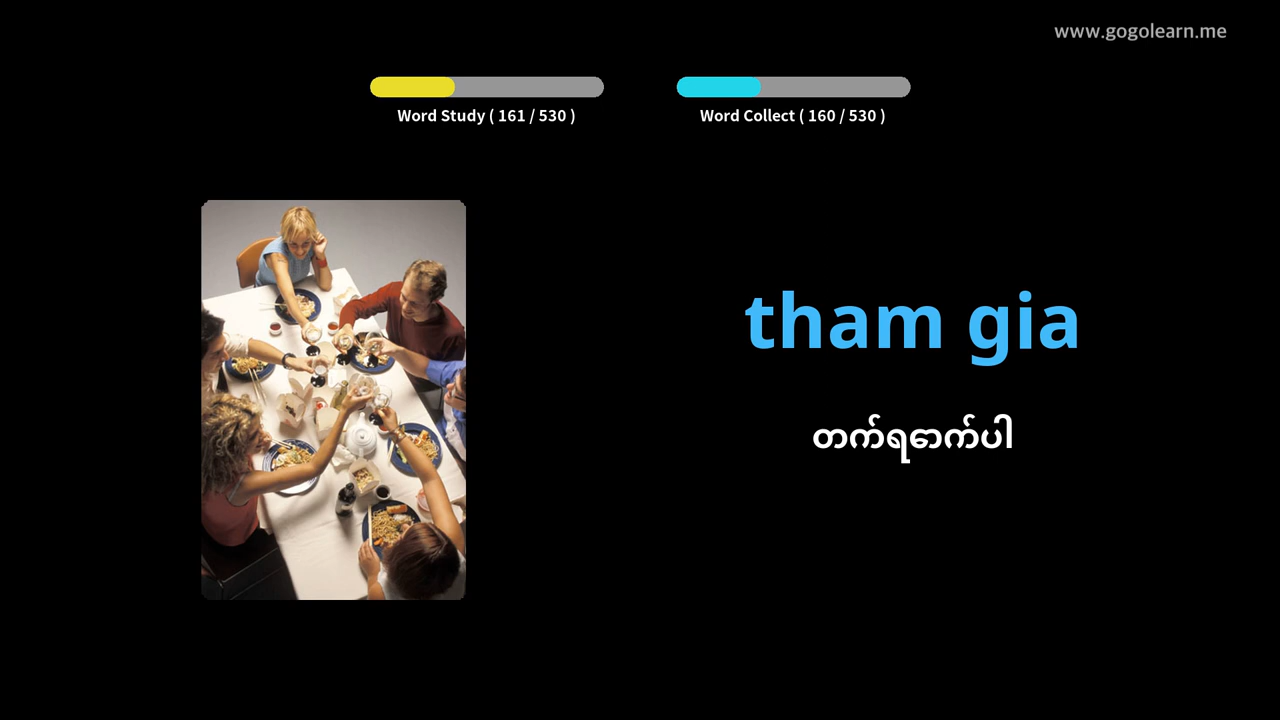 www.gogolearn.me
Word Study ( 161 / 530 )
Word Collect ( 160 / 530 )
tham gia
တက်ရောက်ပါ